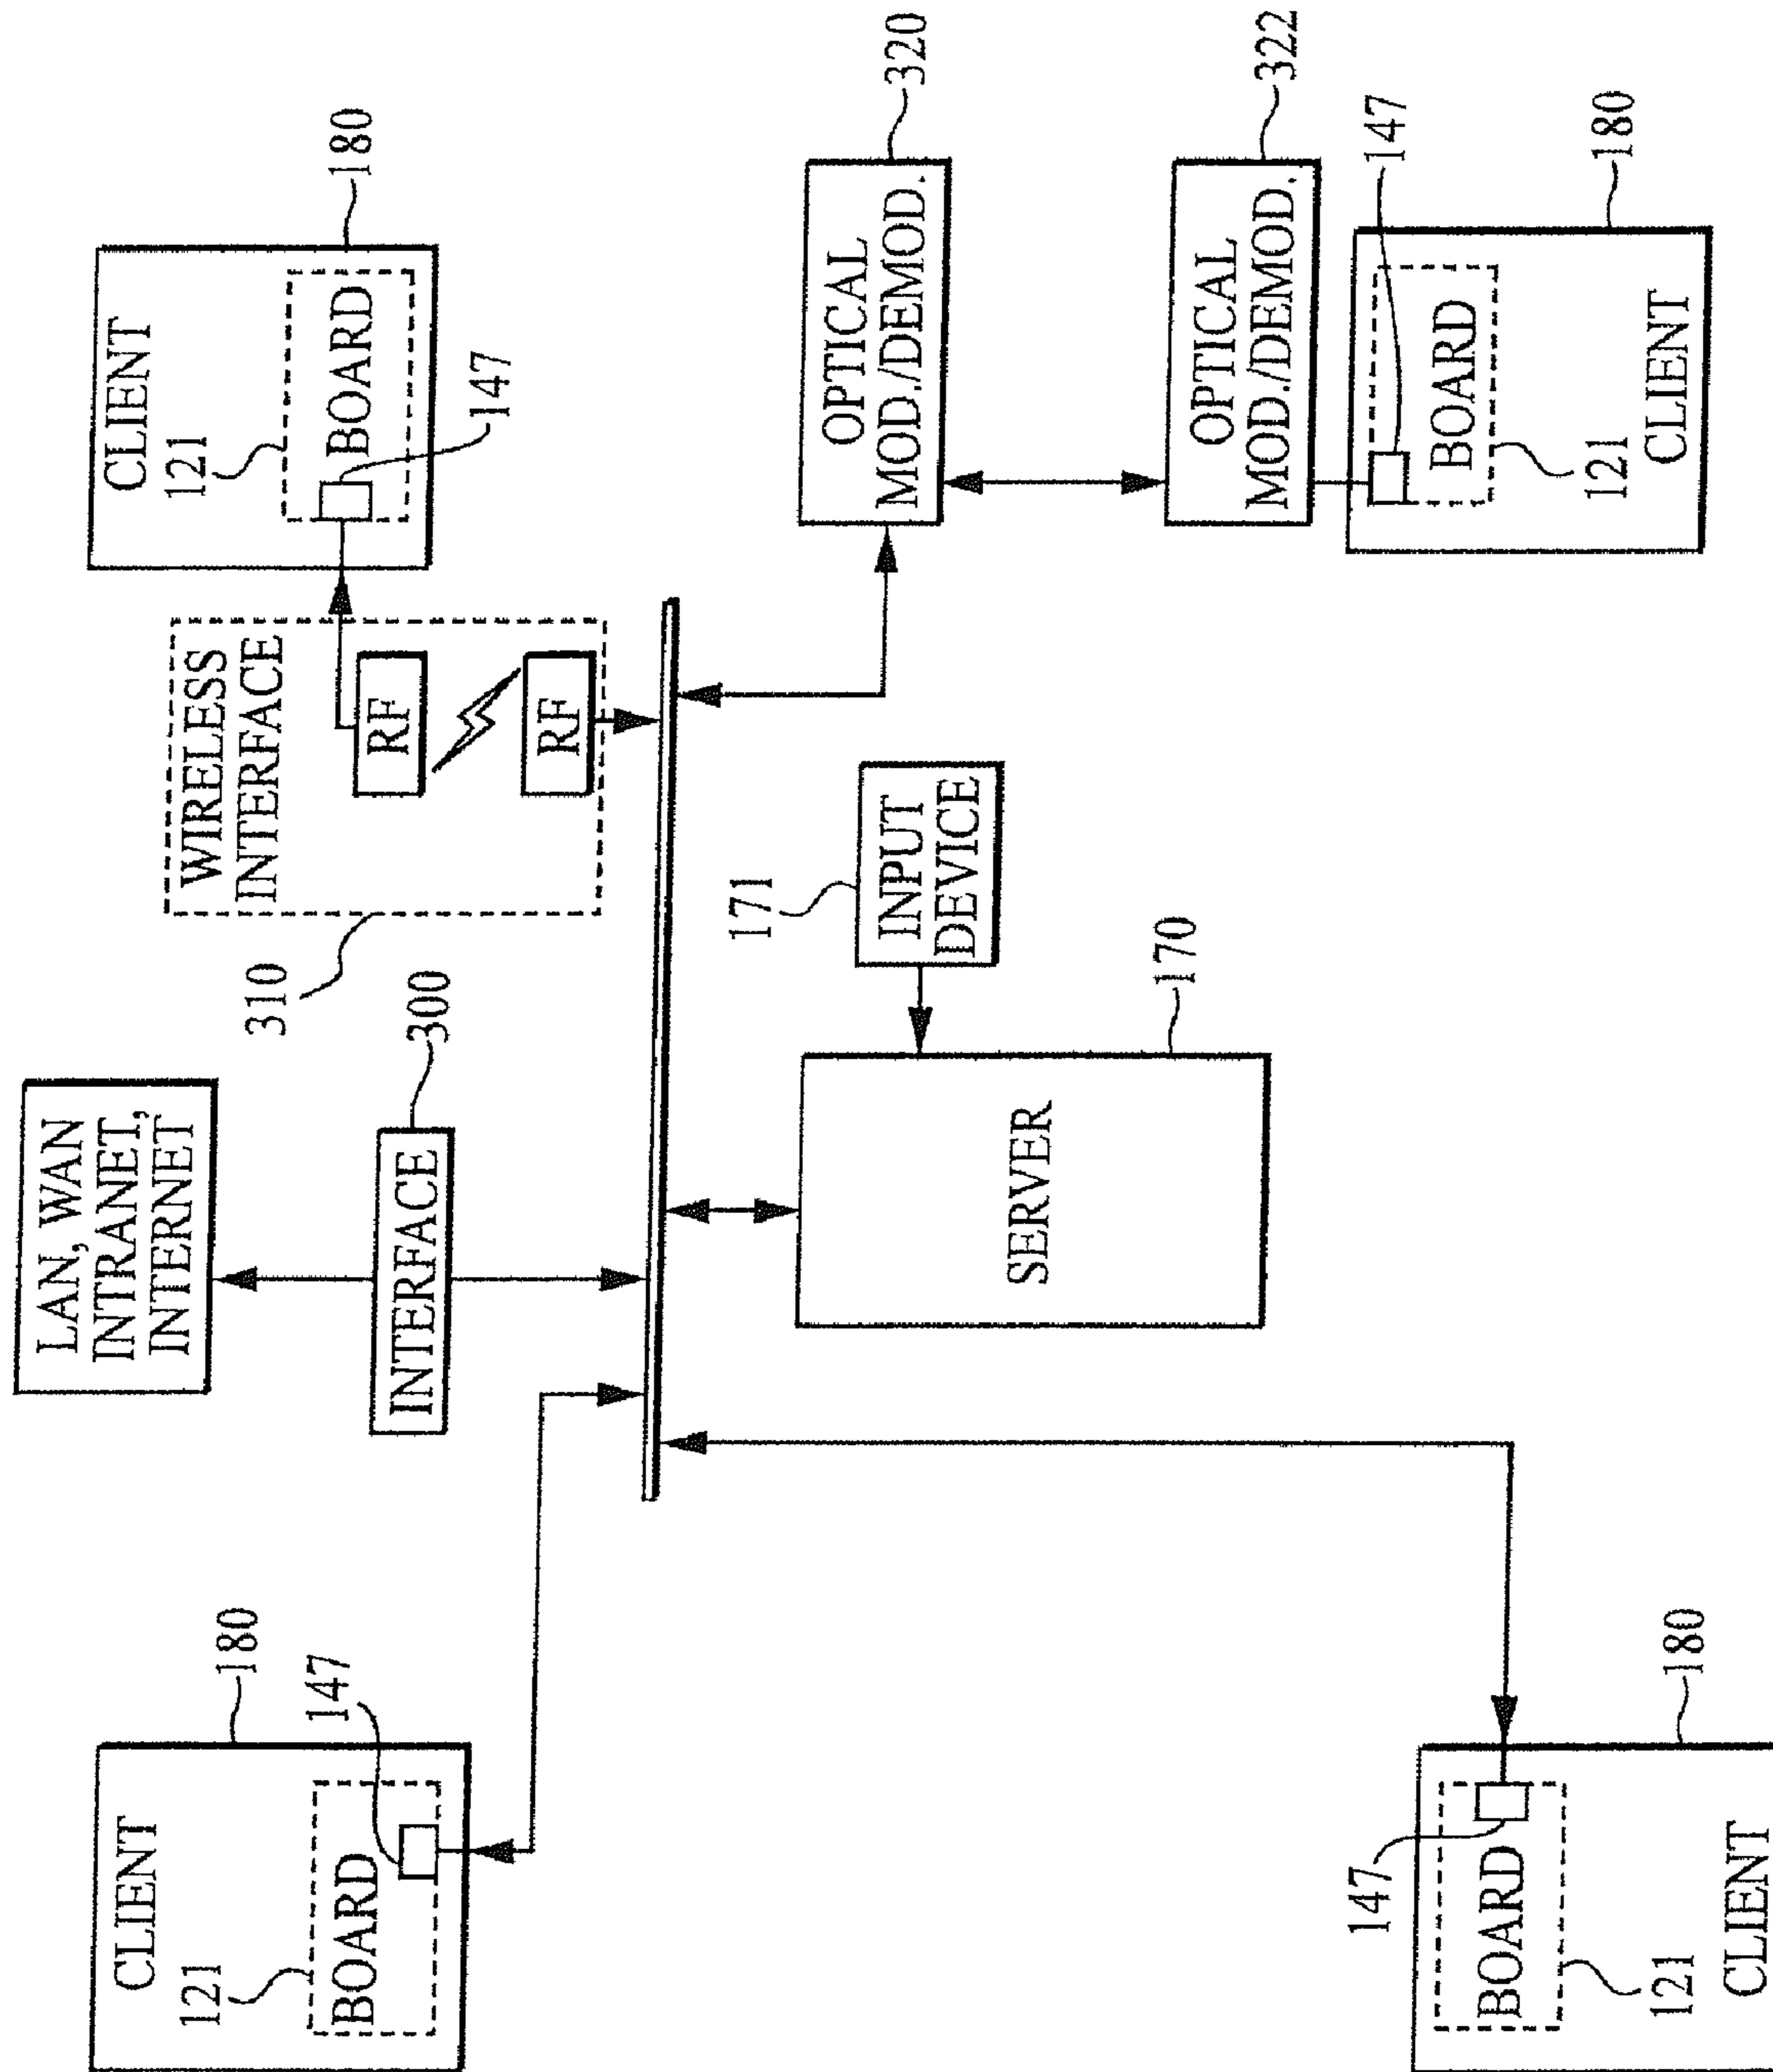 LAN, WAN
INTRANET,
INTERNET
INTERFACE
300
CLIENT
121
BOARD
147
180
WIRELESS
INTERFACE
RF
RF
310
CLIENT
121
BOARD
147
180
SERVER
170
171
INPUT
DEVICE
OPTICAL
MOD./DEMOD.
320
OPTICAL
MOD./DEMOD.
322
147
BOARD
121
CLIENT
180
147
BOARD
121
CLIENT
180